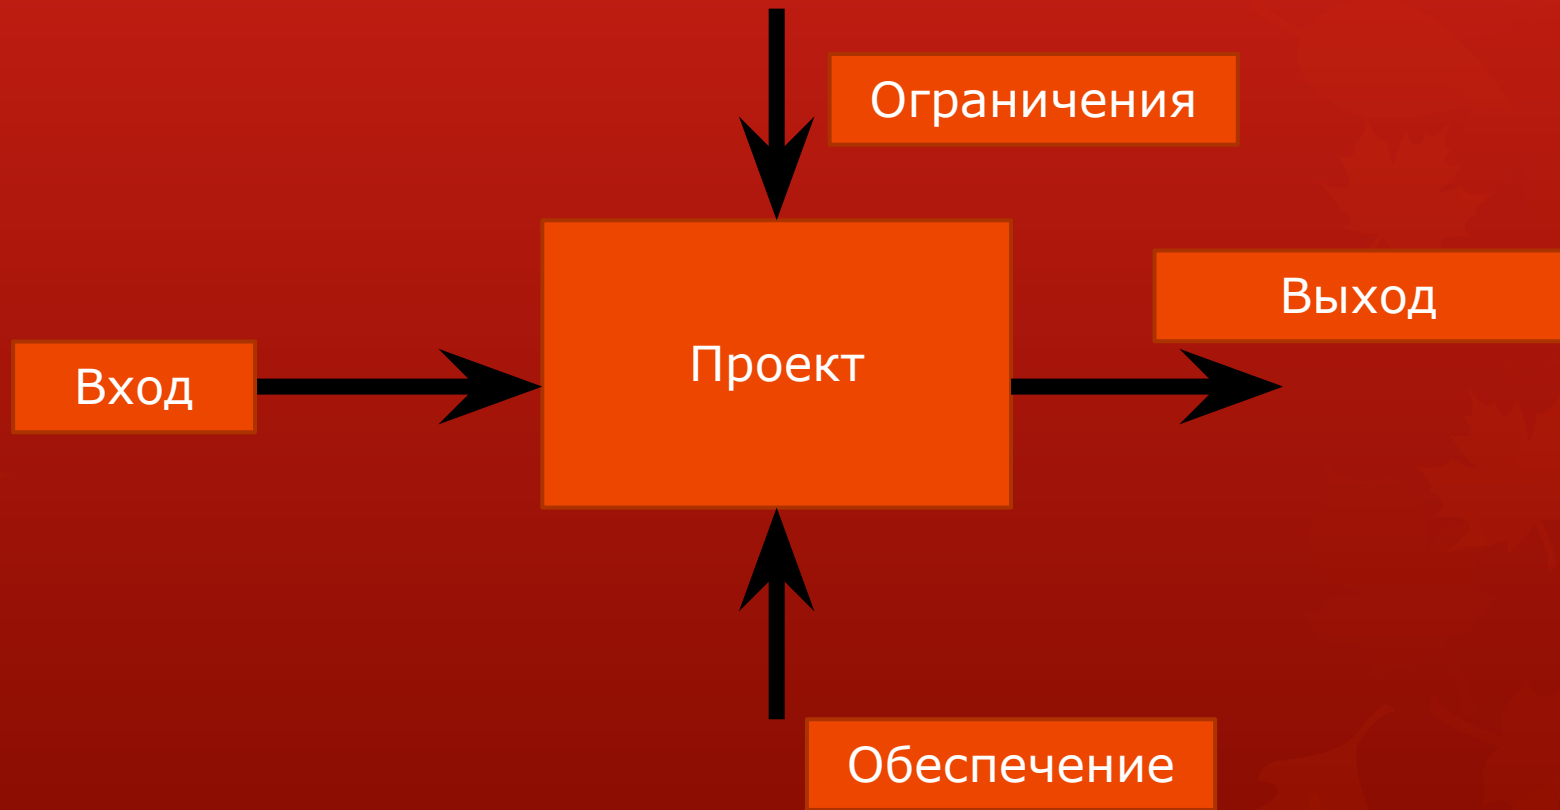 Ограничения
Выход
Проект
Вход
Обеспечение